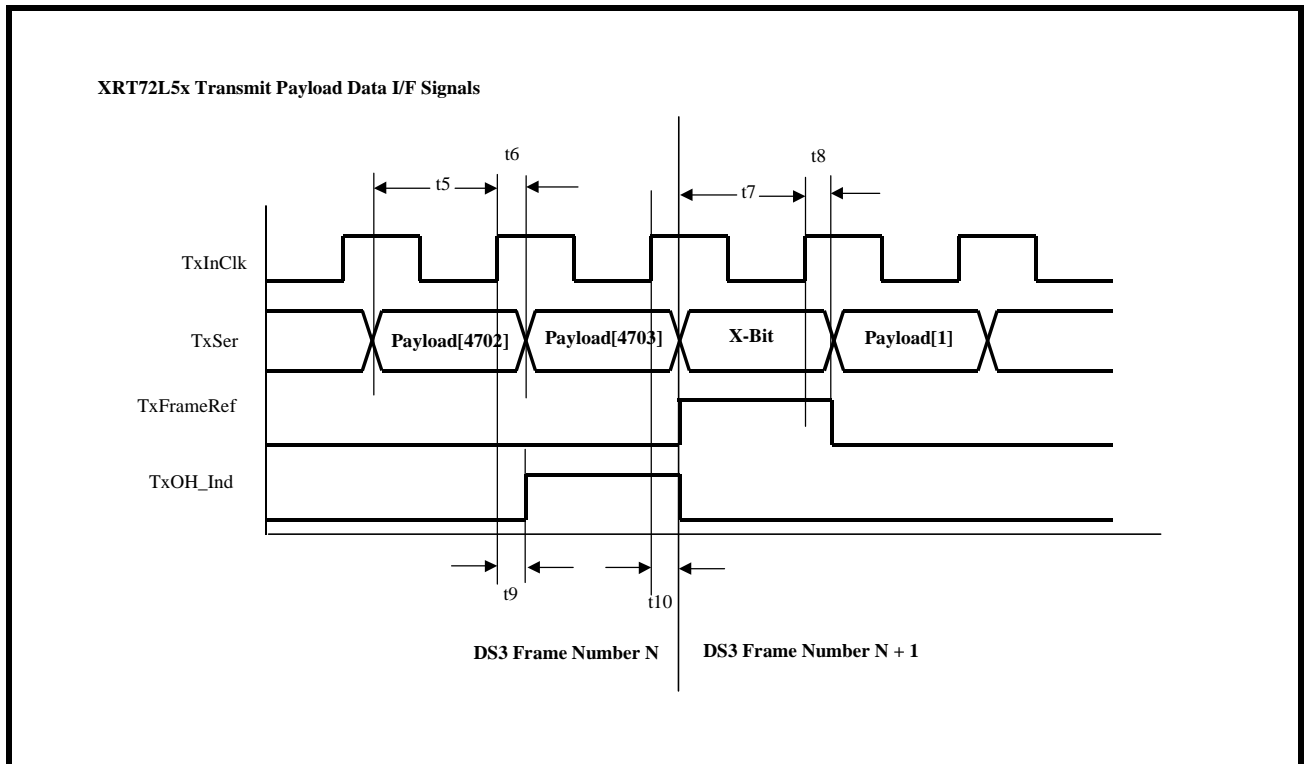 XRT72L5x Transmit Payload Data I/F Signals
t6
t8
t5
t7
TxInClk
TxSer
Payload[4702]
Payload[4703]
X-Bit
Payload[1]
TxFrameRef
TxOH_Ind
t9
t10
DS3 Frame Number N
DS3 Frame Number N + 1